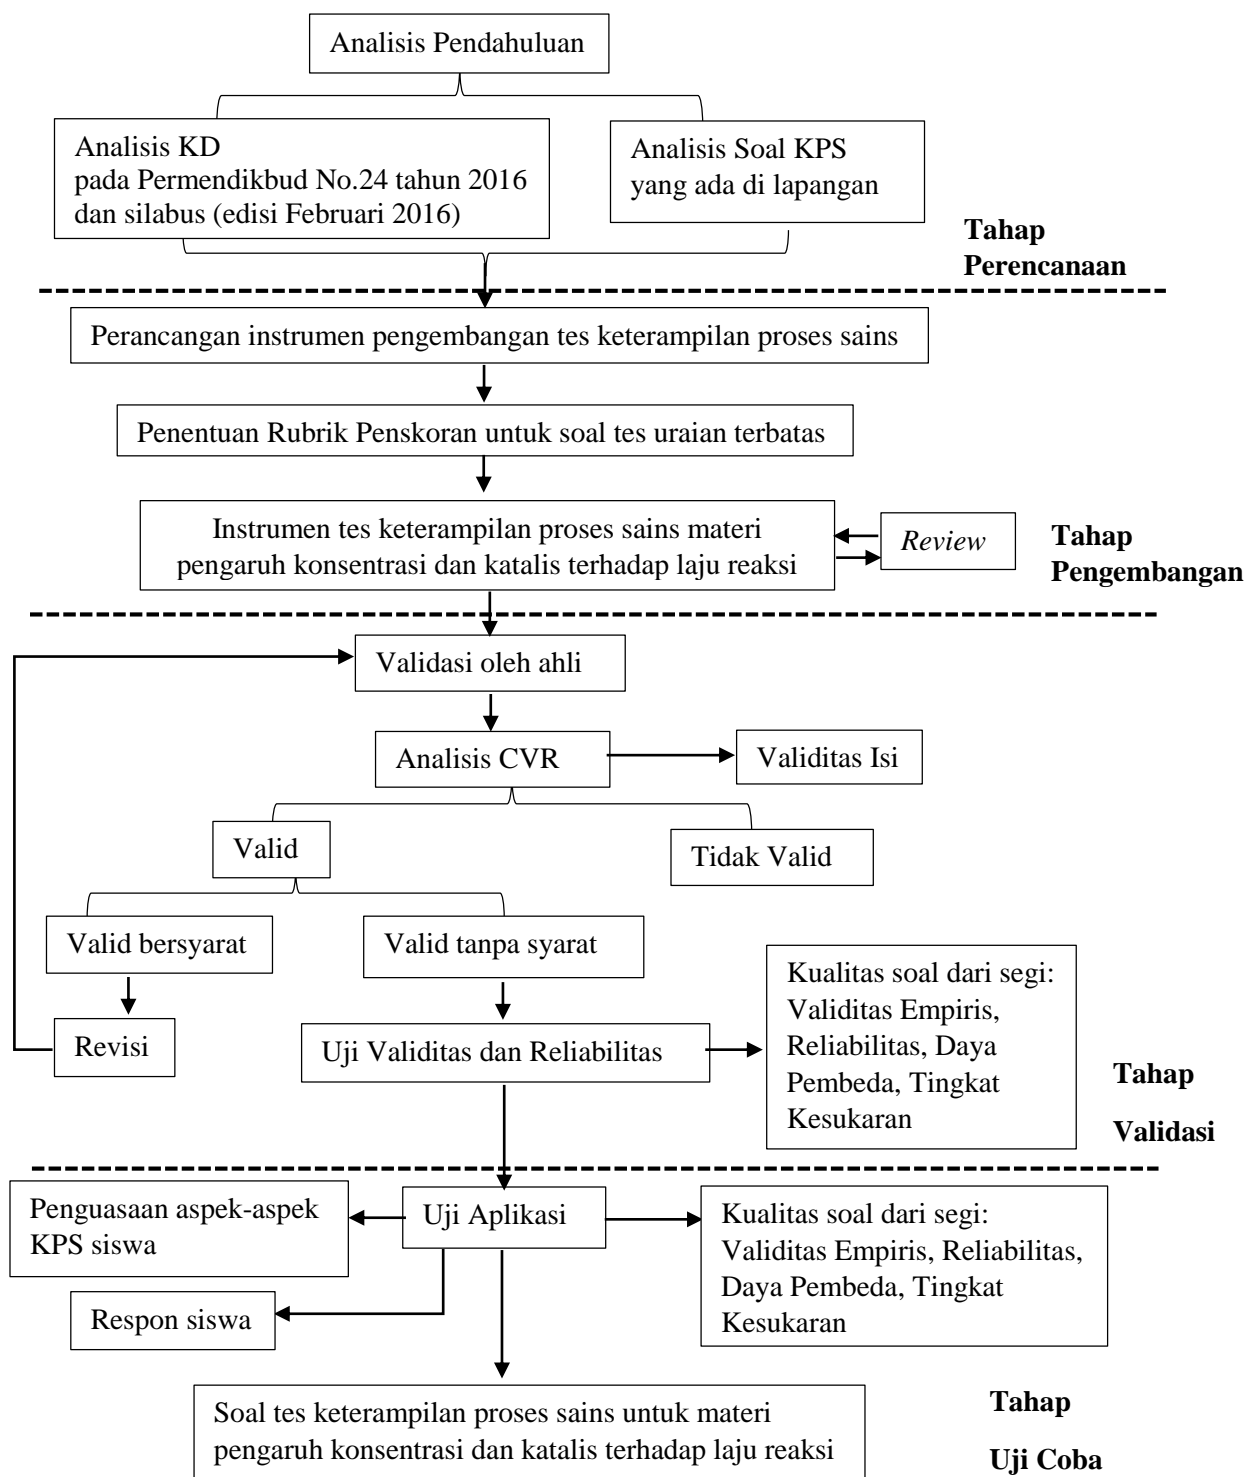 Analisis Pendahuluan
Analisis KD
pada Permendikbud No.24 tahun 2016
dan silabus (edisi Februari 2016)
Analisis Soal KPS
yang ada di lapangan
Tahap
Perencanaan
Perancangan instrumen pengembangan tes keterampilan proses sains
Penentuan Rubrik Penskoran untuk soal tes uraian terbatas
Instrumen tes keterampilan proses sains materi
pengaruh konsentrasi dan katalis terhadap laju reaksi
Review
Tahap
Pengembangan
Validasi oleh ahli
Analisis CVR
Validitas Isi
Valid
Tidak Valid
Valid bersyarat
Valid tanpa syarat
Revisi
Uji Validitas dan Reliabilitas
Kualitas soal dari segi:
Validitas Empiris,
Reliabilitas, Daya
Pembeda, Tingkat
Kesukaran
Tahap
Validasi
Penguasaan aspek-aspek
KPS siswa
Uji Aplikasi
Kualitas soal dari segi:
Validitas Empiris, Reliabilitas,
Daya Pembeda, Tingkat
Kesukaran
Respon siswa
Soal tes keterampilan proses sains untuk materi
pengaruh konsentrasi dan katalis terhadap laju reaksi
Tahap
Uji Coba